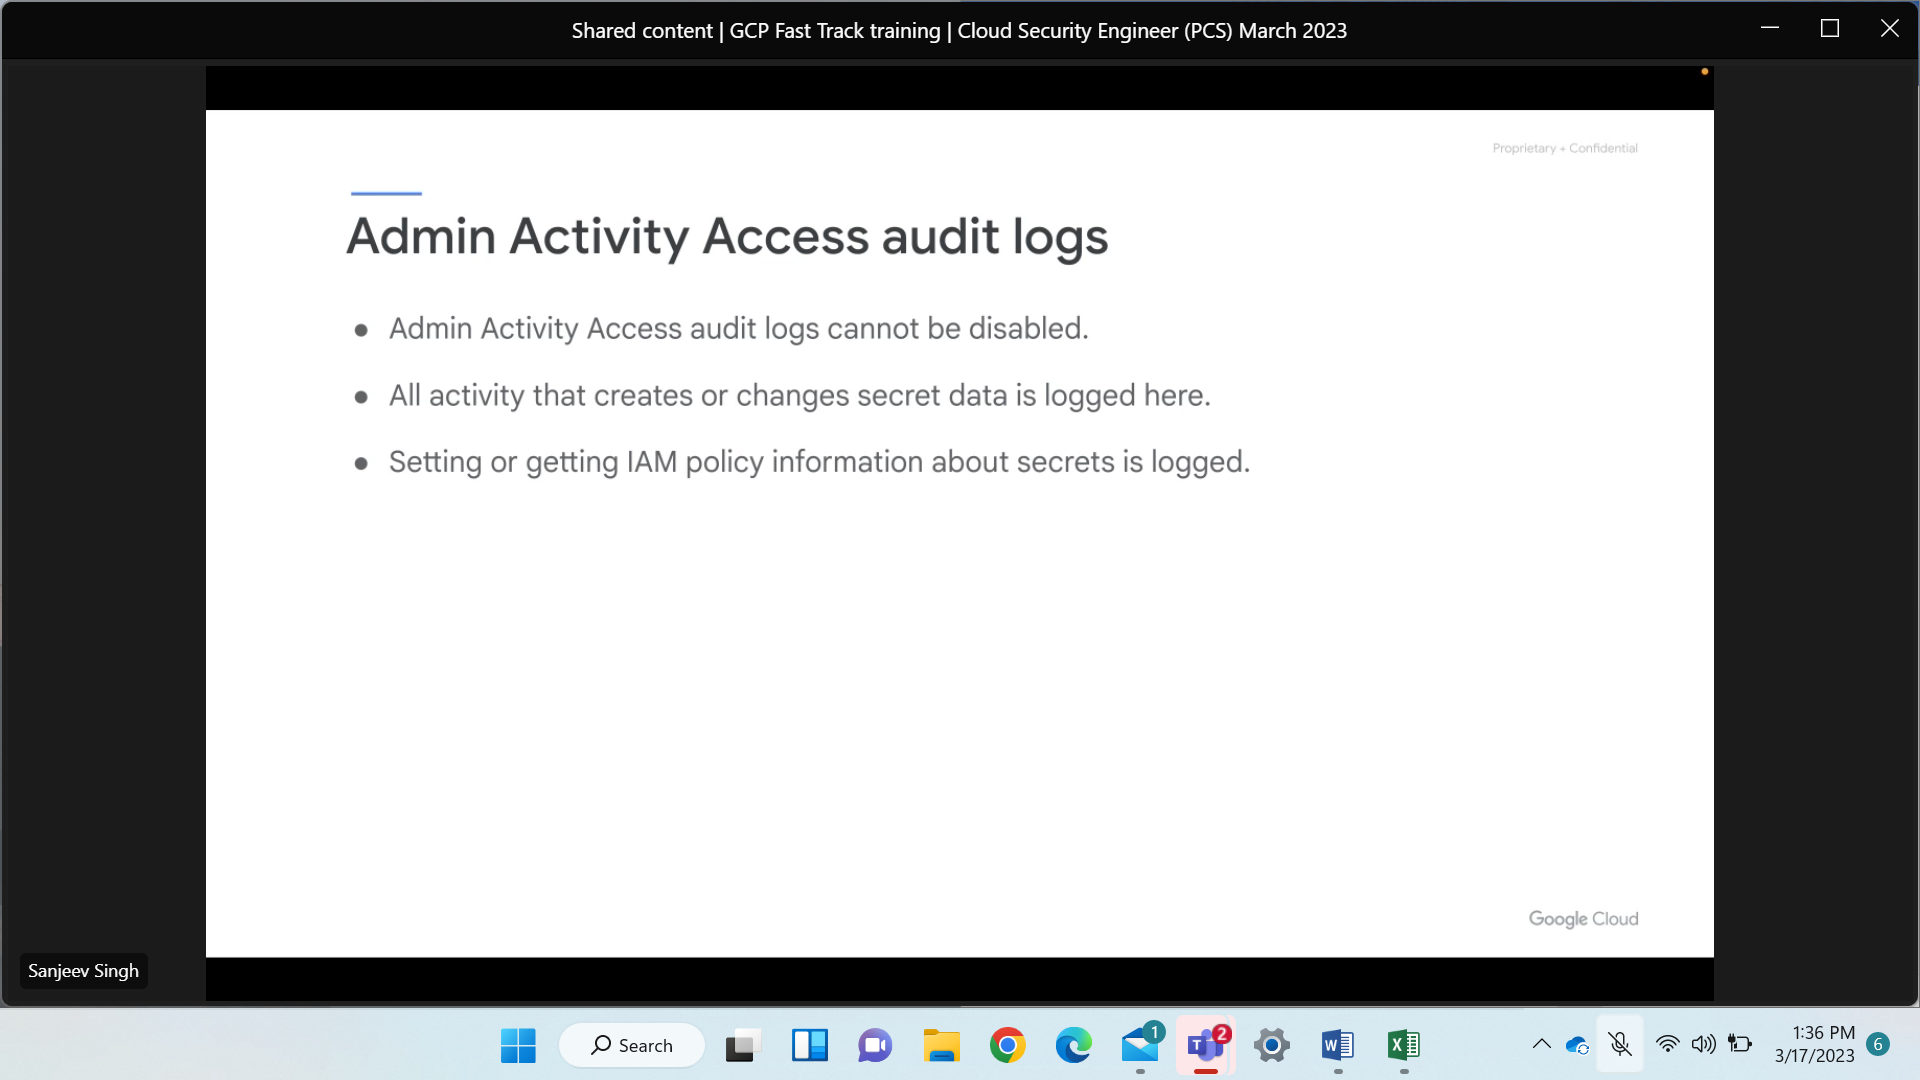 Shared content | GCP Fast Track training | Cloud Security Engineer (PCS) March 2023
Proprietary + Confidential
Admin Activity Access audit logs
● Admin Activity Access audit logs cannot be disabled.
● All activity that creates or changes secret data is logged here.
● Setting or getting IAM policy information about secrets is logged.
Google Cloud
Sanjeev Singh
Search
1
2
1:36 PM
3/17/2023
6